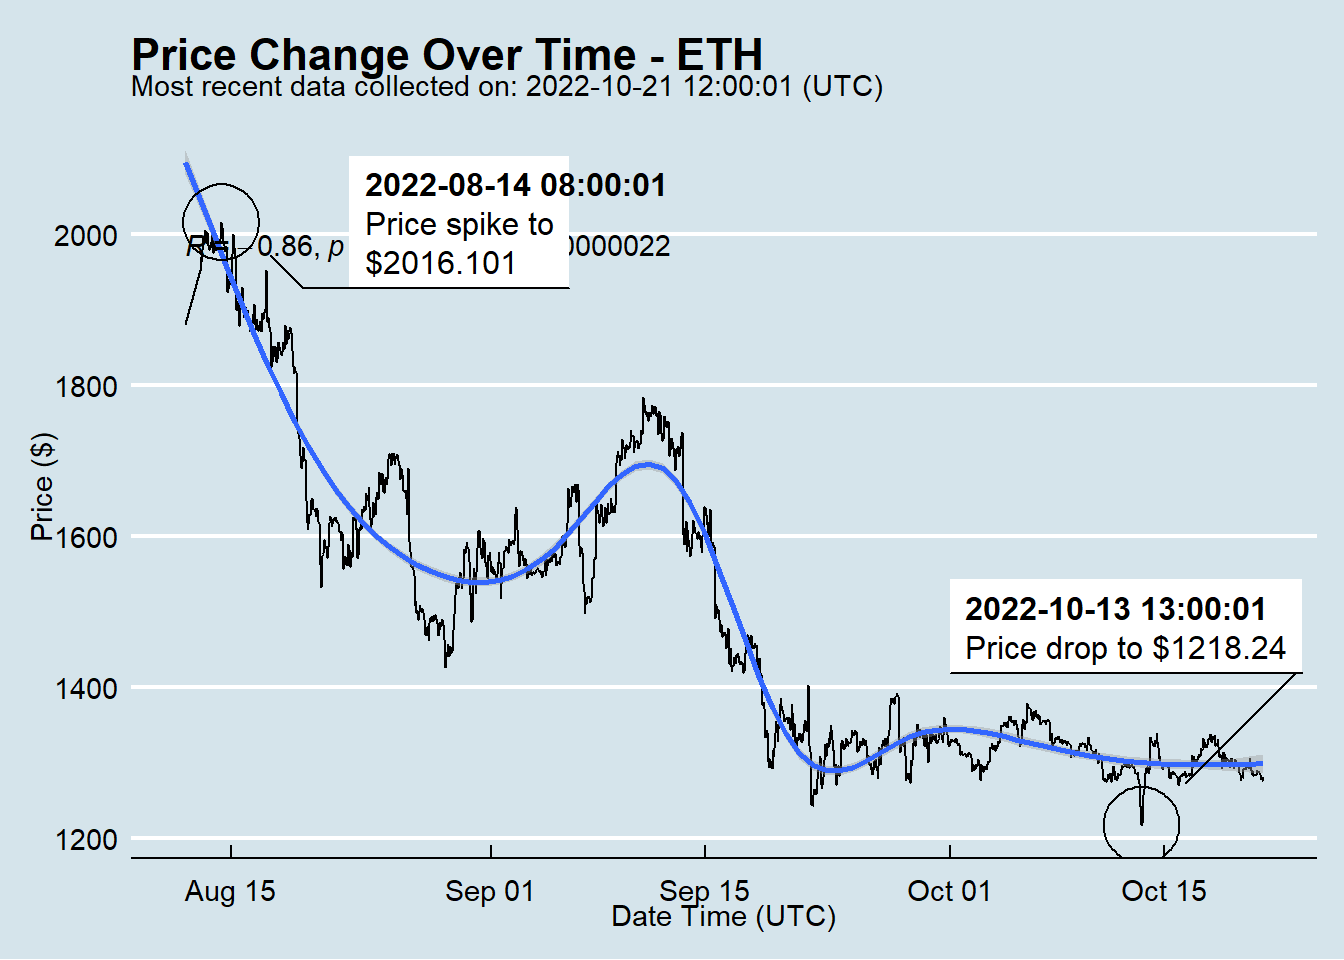 Price Change Over Time - ETH
Most recent data collected on: 2022-10-21 12:00:01 (UTC)
2022-08-14 08:00:01
Price spike to
$2016.101
R = −0.86, p
0000022
2000
1800
1600
1400
1200
Price ($)
2022-10-13 13:00:01
Price drop to $1218.24
Aug 15
Sep 01
Sep 15
Oct 01
Oct 15
Date Time (UTC)